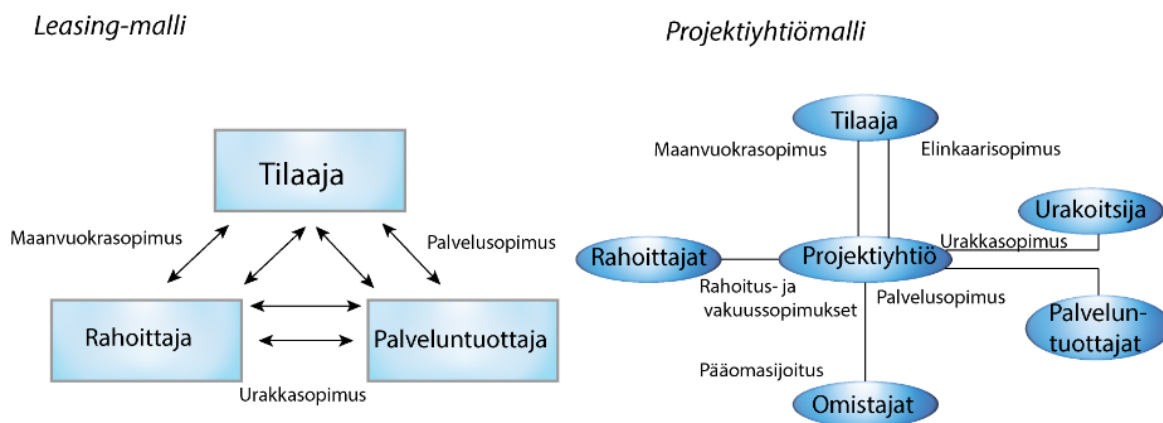 Leasing-malli
Tilaaja
Maanvuokrasopimus
Palvelusopimus
Rahoittaja
Palveluntuottaja
Urakkasopimus
Projektiyhtiömalli
Tilaaja
Maanvuokrasopimus
Elinkaarisopimus
Urakoitsija
Urakkasopimus
Rahoittajat
Projektiyhtiö
Rahoitus- ja
vakuussopimukset
Palvelusopimus
Palvelun-
tuottajat
Pääomasijoitus
Omistajat